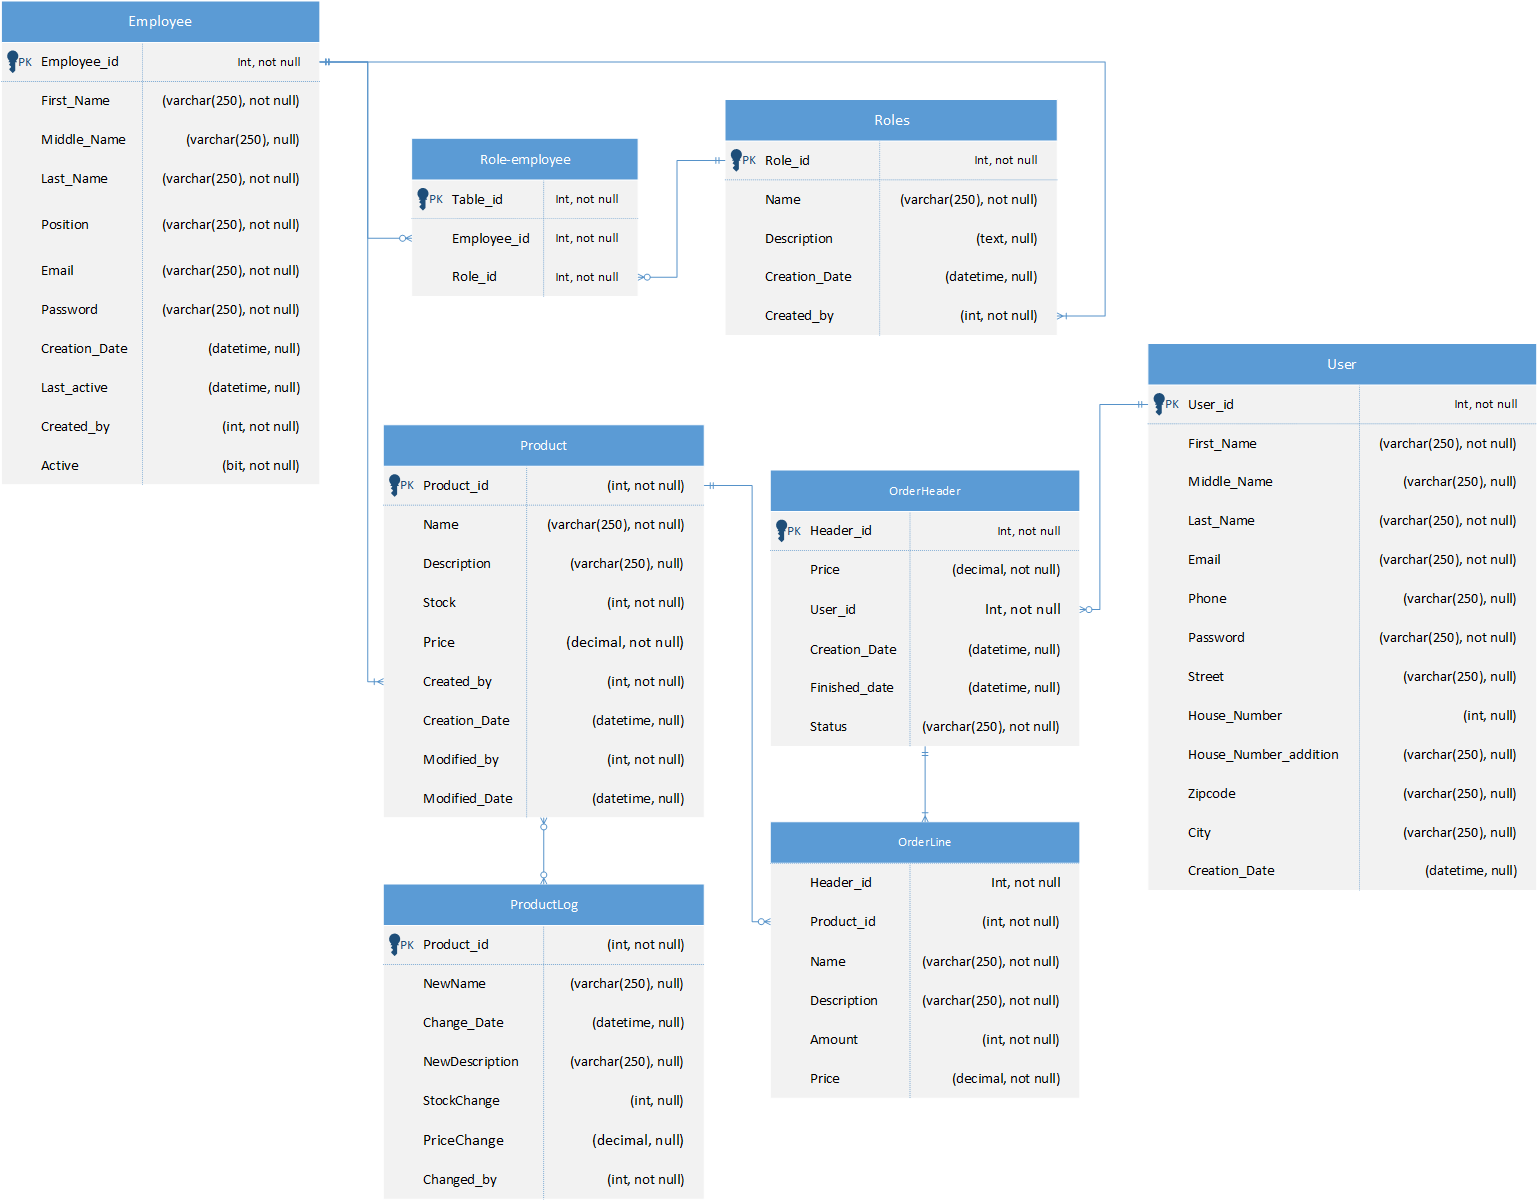 Employee
PK Employee_id Int, not null
First_Name (varchar(250), not null)
Middle_Name (varchar(250), null)
Last_Name (varchar(250), not null)
Position (varchar(250), not null)
Email (varchar(250), not null)
Password (varchar(250), not null)
Creation_Date (datetime, null)
Last_active (datetime, null)
Created_by (int, not null)
Active (bit, not null)
Role-employee
PK Table_id Int, not null
Employee_id Int, not null
Role_id Int, not null
Roles
PK Role_id Int, not null
Name (varchar(250), not null)
Description (text, null)
Creation_Date (datetime, null)
Created_by (int, not null)
Product
PK Product_id (int, not null)
Name (varchar(250), not null)
Description (varchar(250), null)
Stock (int, not null)
Price (decimal, not null)
Created_by (int, not null)
Creation_Date (datetime, null)
Modified_by (int, not null)
Modified_Date (datetime, null)
ProductLog
PK Product_id (int, not null)
NewName (varchar(250), null)
Change_Date (datetime, null)
NewDescription (varchar(250), null)
StockChange (int, null)
PriceChange (decimal, null)
Changed_by (int, not null)
OrderHeader
PK Header_id Int, not null
Price (decimal, not null)
User_id Int, not null
Creation_Date (datetime, null)
Finished_date (datetime, null)
Status (varchar(250), not null)
OrderLine
Header_id Int, not null
Product_id (int, not null)
Name (varchar(250), not null)
Description (varchar(250), not null)
Amount (int, not null)
Price (decimal, not null)
User
PK User_id Int, not null
First_Name (varchar(250), not null)
Middle_Name (varchar(250), null)
Last_Name (varchar(250), not null)
Email (varchar(250), not null)
Phone (varchar(250), null)
Password (varchar(250), not null)
Street (varchar(250), null)
House_Number (int, null)
House_Number_addition (varchar(250), null)
Zipcode (varchar(250), null)
City (varchar(250), null)
Creation_Date (datetime, null)